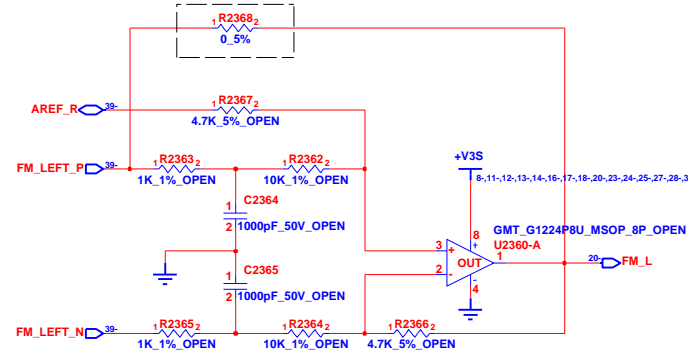 1 R2368 2
0_5%
AREF_R 39-
1 R2367 2
4.7K_5%_OPEN
+V3S
FM_LEFT_P 39-
1 R2363 2
1K_1%_OPEN
1 R2362 2
10K_1%_OPEN
8-,11-,12-,13-,14-,16-,17-,18-,20-,23-,24-,25-,27-,28-,3
1 C2364
2 1000pF_50V_OPEN
GMT_G1224P8U_MSOP_8P_OPEN
U2360-A
8
3 +
+
OUT 1
2 -
-
4
20- FM_L
1 C2365
2 1000pF_50V_OPEN
FM_LEFT_N 39-
1 R2365 2
1K_1%_OPEN
1 R2364 2
10K_1%_OPEN
1 R2366 2
4.7K_5%_OPEN